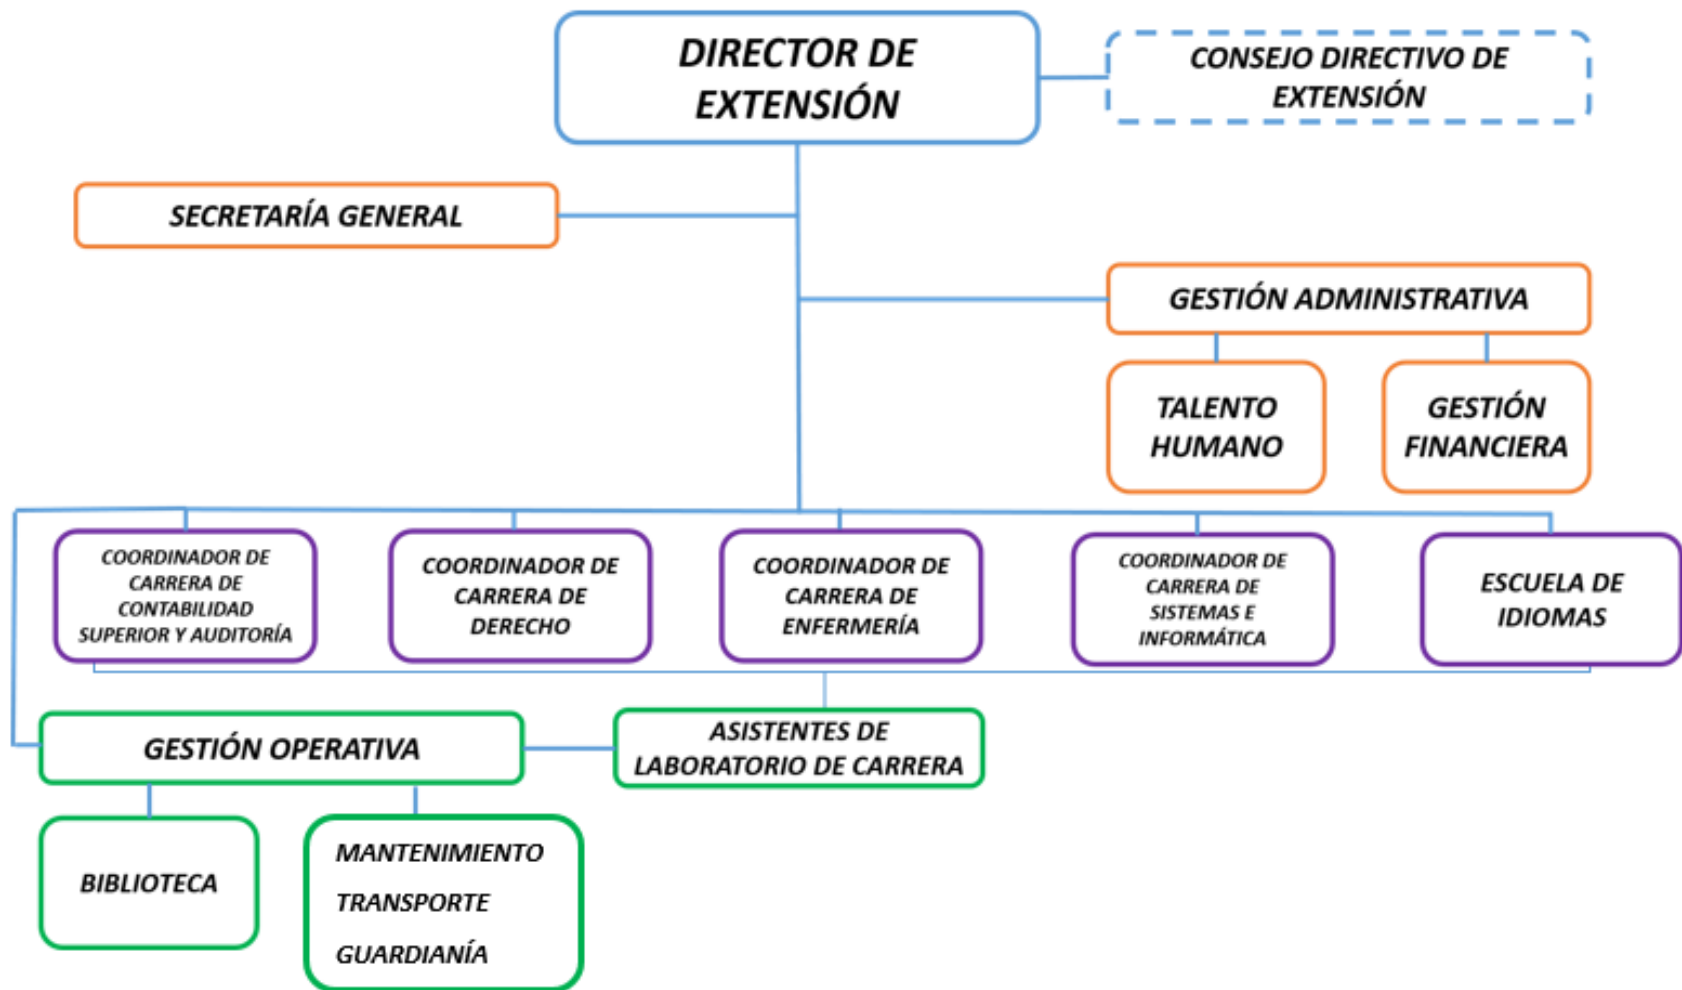 DIRECTOR DE
EXTENSIÓN
CONSEJO DIRECTIVO DE
EXTENSIÓN
SECRETARÍA GENERAL
GESTIÓN ADMINISTRATIVA
TALENTO
HUMANO
GESTIÓN
FINANCIERA
COORDINADOR DE
CARRERA DE
CONTABILIDAD
SUPERIOR Y AUDITORÍA
COORDINADOR DE
CARRERA DE
DERECHO
COORDINADOR DE
CARRERA DE
ENFERMERÍA
COORDINADOR DE
CARRERA DE
SISTEMAS E
INFORMÁTICA
ESCUELA DE
IDIOMAS
GESTIÓN OPERATIVA
ASISTENTES DE
LABORATORIO DE CARRERA
BIBLIOTECA
MANTENIMIENTO
TRANSPORTE
GUARDIANÍA